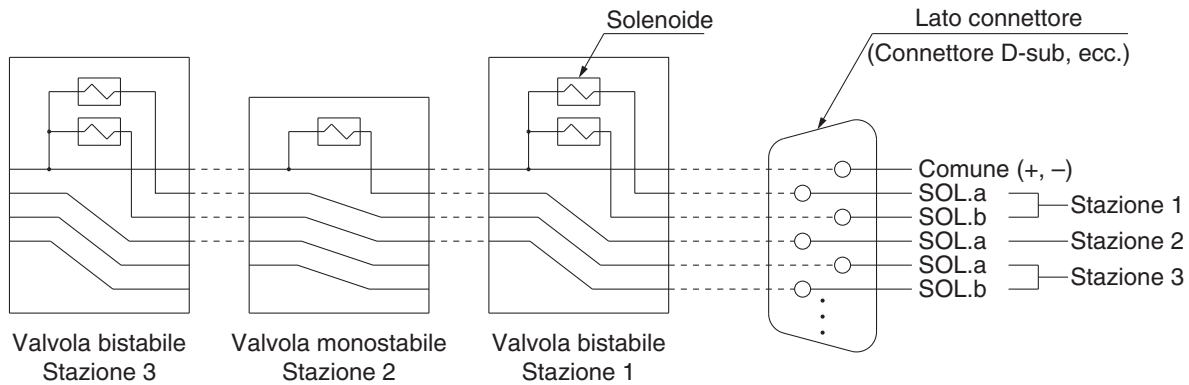 Solenoide
Lato connettore
(Connettore D-sub, ecc.)
Comune (+, –)
SOL.a
SOL.b
Stazione 1
SOL.a
Stazione 2
SOL.a
SOL.b
Stazione 3
Valvola bistabile
Stazione 3
Valvola monostabile
Stazione 2
Valvola bistabile
Stazione 1